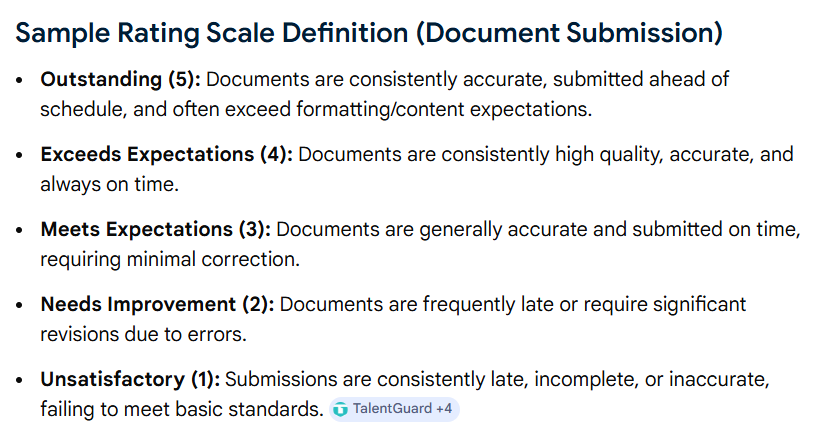 Sample Rating Scale Definition (Document Submission)
• Outstanding (5): Documents are consistently accurate, submitted ahead of
schedule, and often exceed formatting/content expectations.
• Exceeds Expectations (4): Documents are consistently high quality, accurate, and
always on time.
• Meets Expectations (3): Documents are generally accurate and submitted on time,
requiring minimal correction.
• Needs Improvement (2): Documents are frequently late or require significant
revisions due to errors.
• Unsatisfactory (1): Submissions are consistently late, incomplete, or inaccurate,
failing to meet basic standards. TalentGuard +4